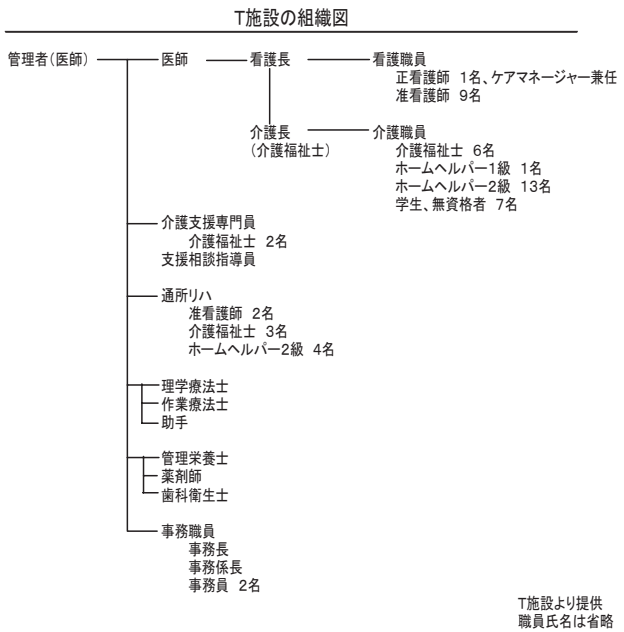 T施設の組織図
管理者(医師) 医師 看護長 看護職員
正看護師 1名、ケアマネージャー兼任
准看護師 9名
介護長 介護職員
(介護福祉士) 介護福祉士 6名
ホームヘルパー1級 1名
ホームヘルパー2級 13名
学生、無資格者 7名
介護支援専門員
介護福祉士 2名
支援相談指導員
通所リハ
准看護師 2名
介護福祉士 3名
ホームヘルパー2級 4名
理学療法士
作業療法士
助手
管理栄養士
薬剤師
歯科衛生士
事務職員
事務長
事務係長
事務員 2名
T施設より提供
職員氏名は省略